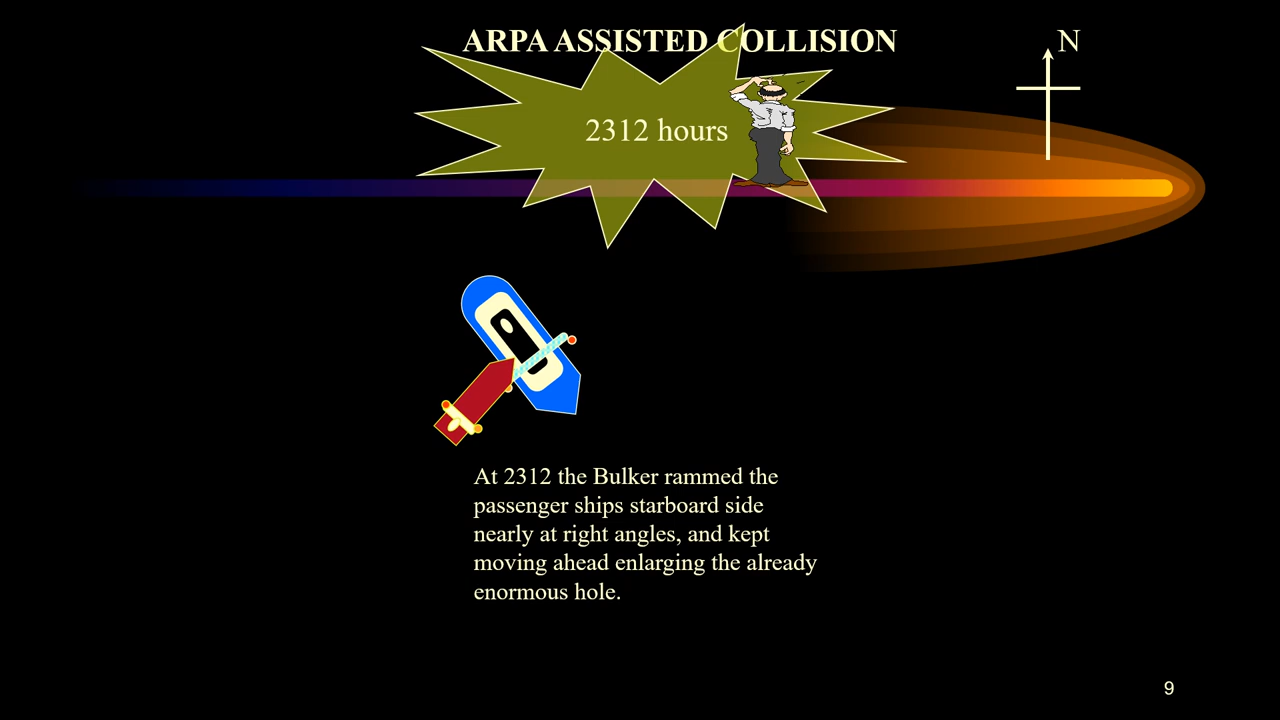 ARPA ASSISTED COLLISION
N
2312 hours
At 2312 the Bulker rammed the
passenger ships starboard side
nearly at right angles, and kept
moving ahead enlarging the already
enormous hole.
9